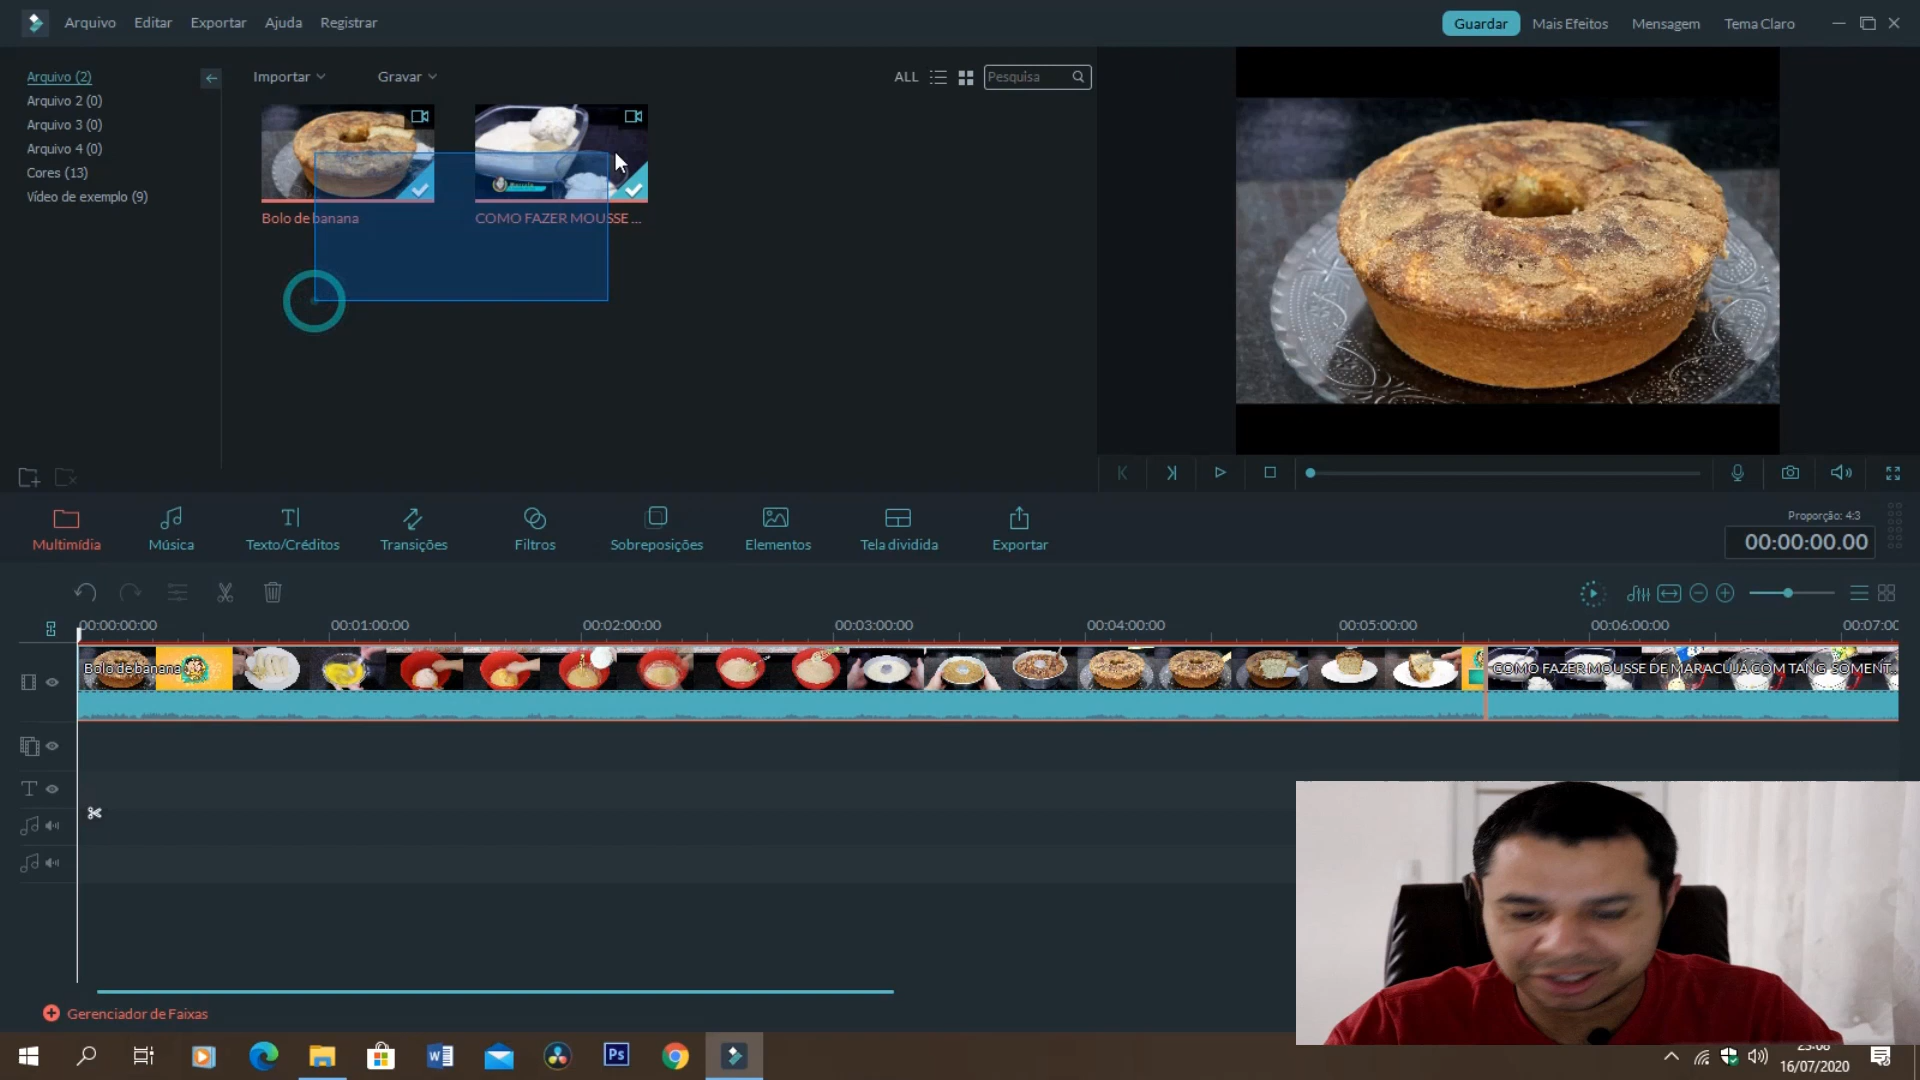 Arquivo Editar Exportar Ajuda Registrar
Guardar Mais Efeitos Mensagem Tema Claro
Arquivo (2)
Arquivo 2 (0)
Arquivo 3 (0)
Arquivo 4 (0)
Cores (13)
Vídeo de exemplo (9)
Importar Gravar ALL Pesquisa
Bolo de banana
COMO FAZER MOUSSE ...
Multimídia Música Texto/Créditos Transições Filtros Sobreposições Elementos Tela dividida Exportar
Proporção: 4:3
00:00:00.00
00:00:00:00 00:01:00:00 00:02:00:00 00:03:00:00 00:04:00:00 00:05:00:00 00:06:00:00 00:07:0
Bolo de banana
COMO FAZER MOUSSE DE MARACUJÁ COM TANG SOMENT...
Gerenciador de Faixas
Ps
16/07/2020